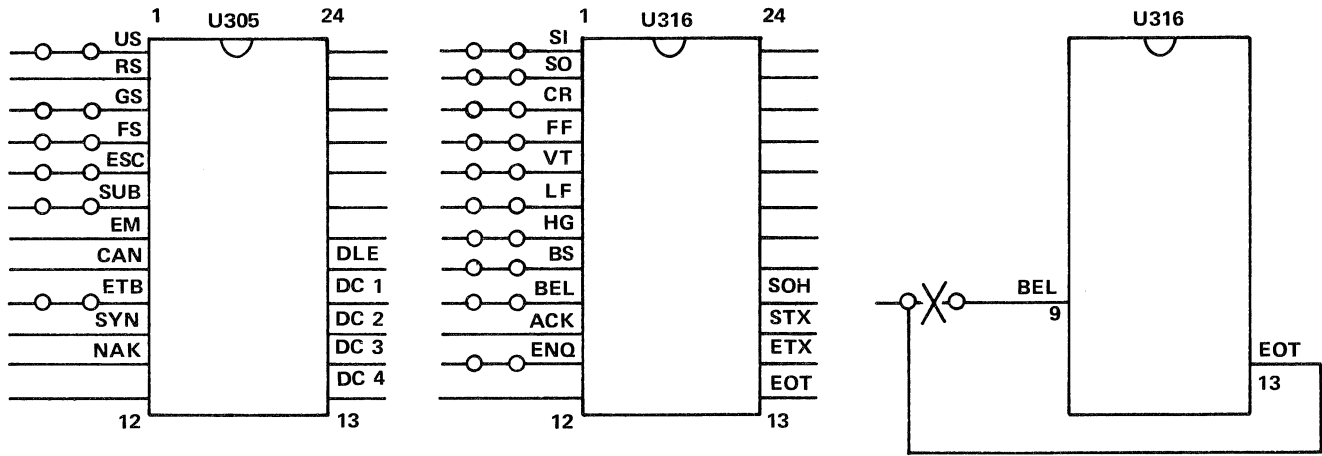 1 U305 24
US
RS
GS
FS
ESC
SUB
EM
CAN
ETB
SYN
NAK
DLE
DC 1
DC 2
DC 3
DC 4
12 13
1 U316 24
SI
SO
CR
FF
VT
LF
HG
BS
BEL
ACK
ENQ
SOH
STX
ETX
EOT
12 13
U316
BEL
9
EOT
13